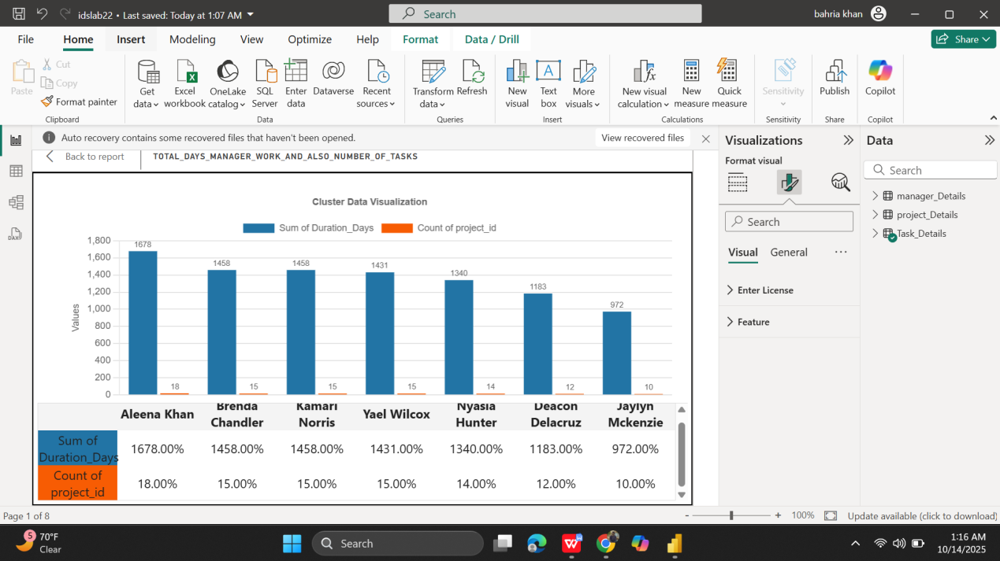 idslab22 • Last saved: Today at 1:07 AM
Search
bahria khan
File
Home
Insert
Modeling
View
Optimize
Help
Format
Data / Drill
Share
Paste
Cut
Copy
Format painter
Clipboard
Get data
Excel workbook
OneLake catalog
SQL Server
Enter data
Dataverse
Recent sources
Data
Transform data
Refresh
Queries
New visual
Text box
More visuals
Insert
New visual calculation
New measure
Quick measure
Calculations
Sensitivity
Sensitivity
Publish
Share
Copilot
Copilot
Auto recovery contains some recovered files that haven't been opened.
View recovered files
Back to report
TOTAL_DAYS_MANAGER_WORK_AND_ALSO_NUMBER_OF_TASKS
Cluster Data Visualization
Sum of Duration_Days
Count of project_id
Values
1,800
1,600
1,400
1,200
1,000
800
600
400
200
0
1678
18
1458
15
1458
15
1431
15
1340
14
1183
12
972
10
Aleena Khan
Brenda Chandler
Kamari Norris
Yael Wilcox
Nyasia Hunter
Deacon Delacruz
Jaylyn Mckenzie
Sum of Duration_Days
1678.00%
1458.00%
1458.00%
1431.00%
1340.00%
1183.00%
972.00%
Count of project_id
18.00%
15.00%
15.00%
15.00%
14.00%
12.00%
10.00%
Visualizations
Format visual
Search
Visual
General
Enter License
Feature
Data
Search
manager_Details
project_Details
Task_Details
DAX
Page 1 of 8
-
+
100%
Update available (click to download)
5
70°F
Clear
Search
1:16 AM
10/14/2025